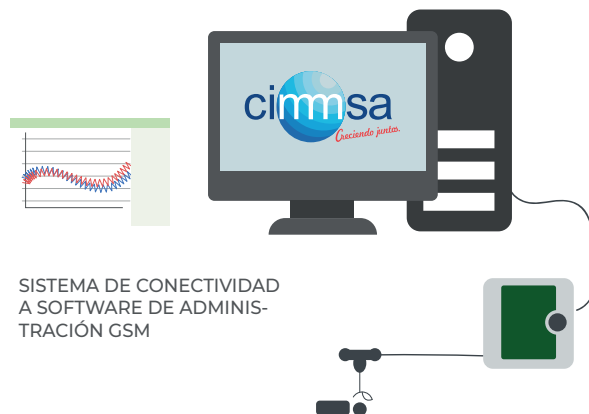 cimmsa
Creciendo juntos.
SISTEMA DE CONECTIVIDAD
A SOFTWARE DE ADMINIS-
TRACIÓN GSM